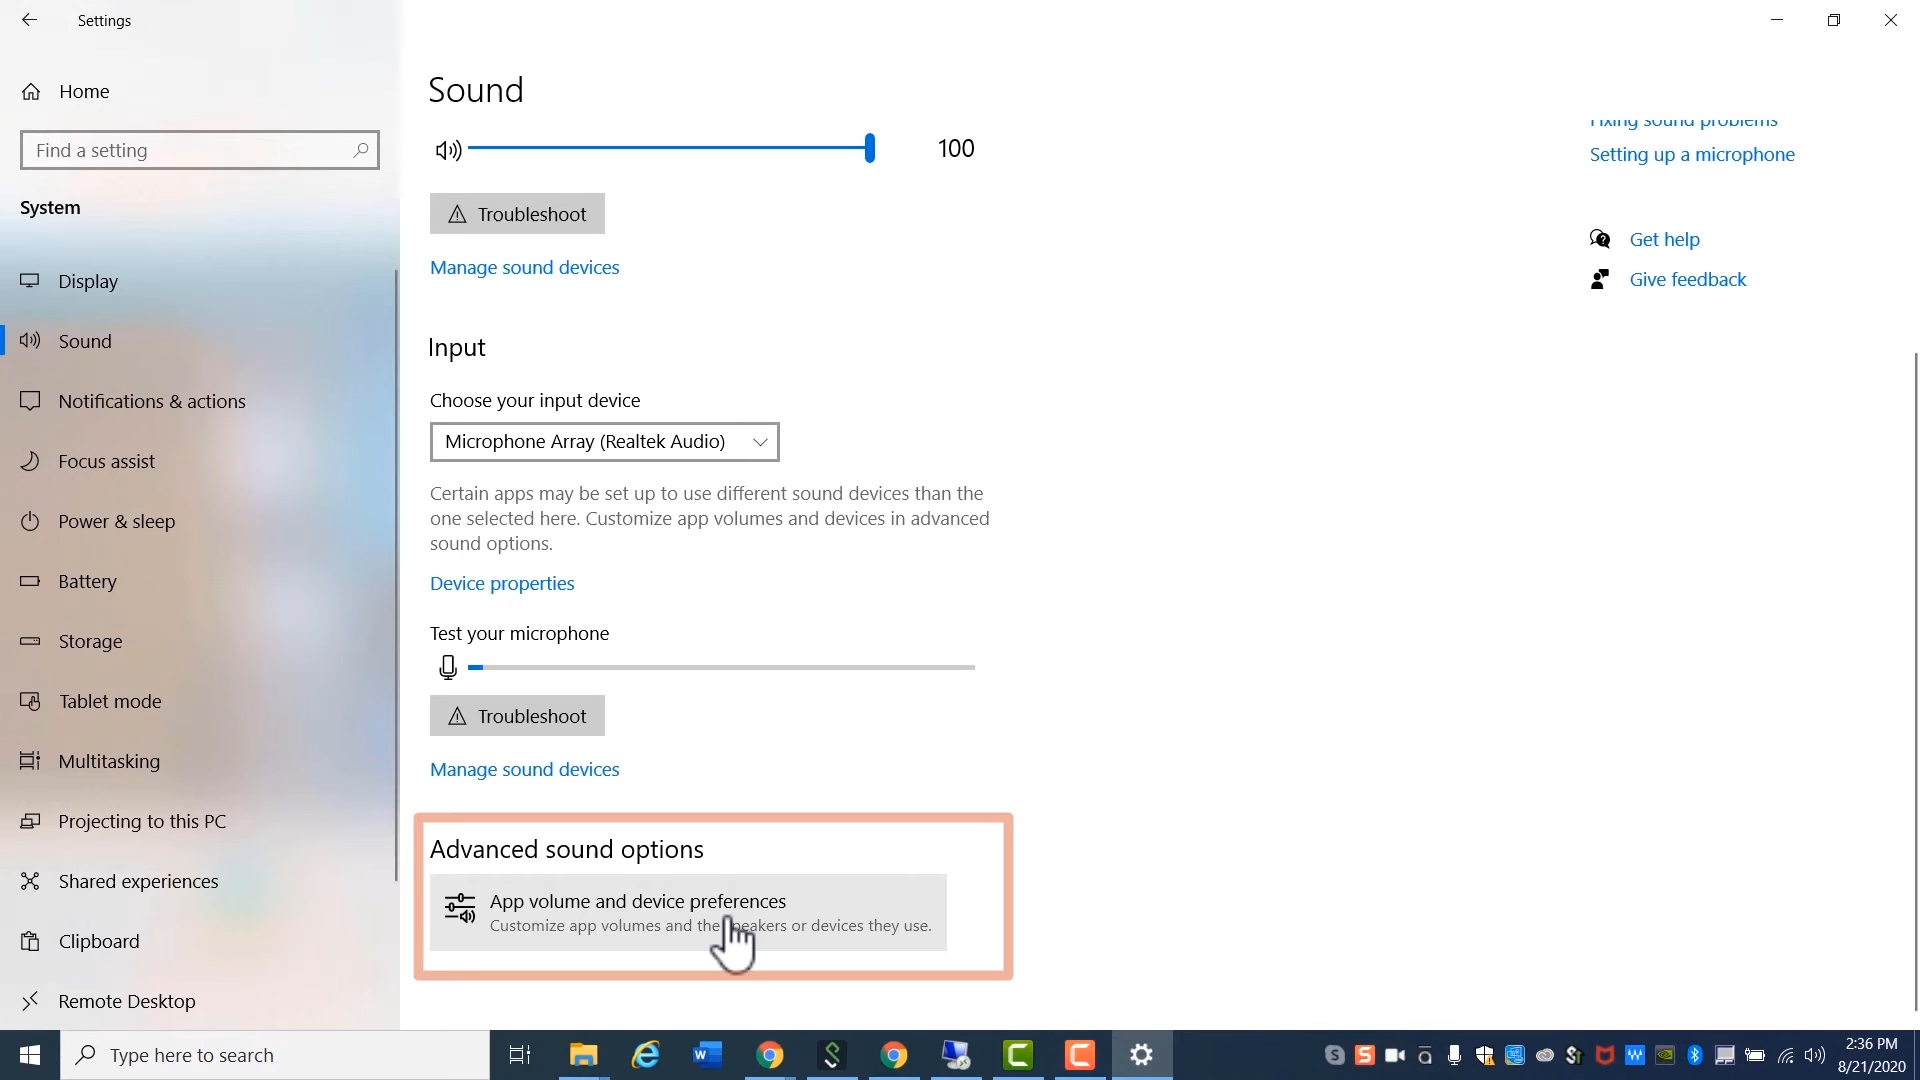 Settings
Home
Find a setting
System
Display
Sound
Notifications & actions
Focus assist
Power & sleep
Battery
Storage
Tablet mode
Multitasking
Projecting to this PC
Shared experiences
Clipboard
Remote Desktop
Sound
100
Troubleshoot
Manage sound devices
Input
Choose your input device
Microphone Array (Realtek Audio)
Certain apps may be set up to use different sound devices than the
one selected here. Customize app volumes and devices in advanced
sound options.
Device properties
Test your microphone
Troubleshoot
Manage sound devices
Advanced sound options
App volume and device preferences
Customize app volumes and the speakers or devices they use.
Fixing sound problems
Setting up a microphone
Get help
Give feedback
Type here to search
2:36 PM
8/21/2020